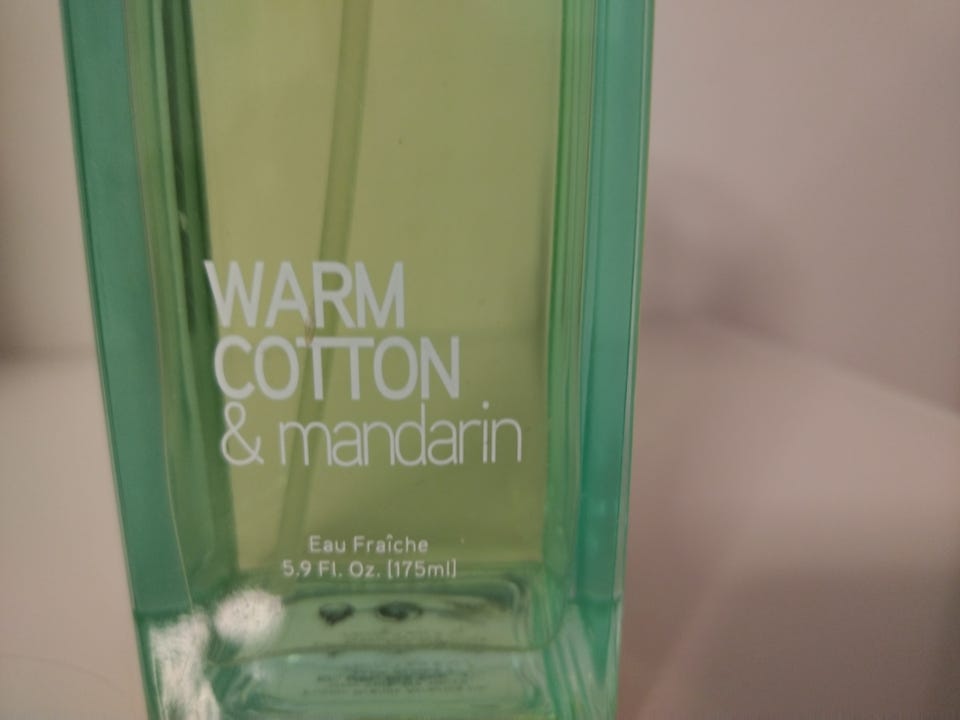 WARM
COTTON
& mandarin
Eau Fraîche
5.9 Fl. Oz. [175ml]